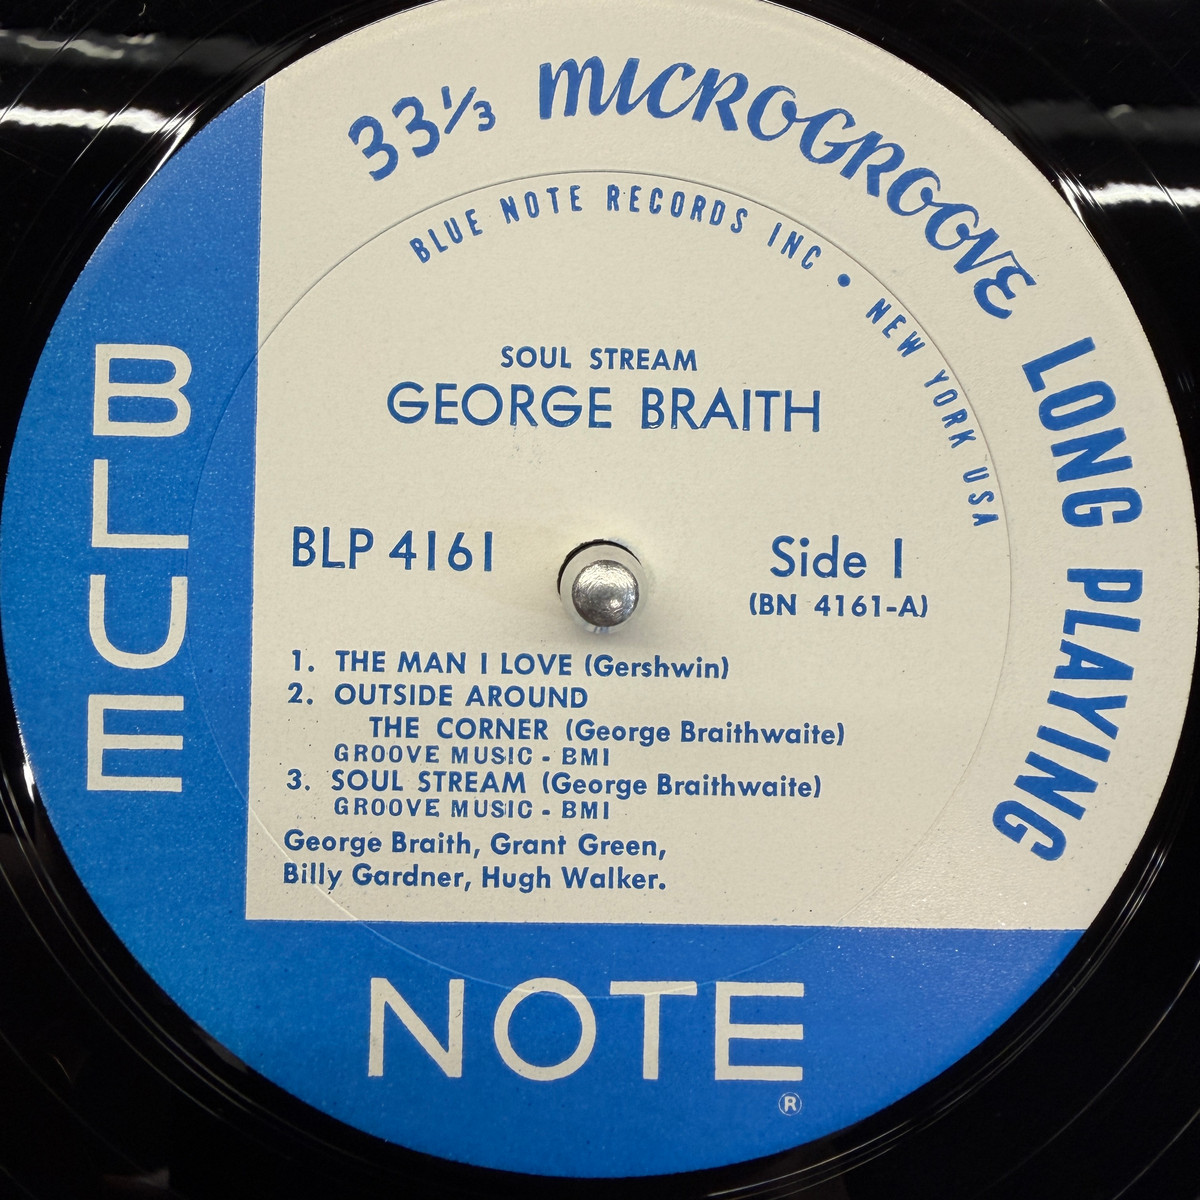 33⅓ MICROGROOVE LONG PLAYING
BLUE NOTE RECORDS INC • NEW YORK USA
SOUL STREAM
GEORGE BRAITH
BLP 4161
Side 1
(BN 4161-A)
1. THE MAN I LOVE (Gershwin)
2. OUTSIDE AROUND
THE CORNER (George Braithwaite)
GROOVE MUSIC - BMI
3. SOUL STREAM (George Braithwaite)
GROOVE MUSIC - BMI
George Braith, Grant Green,
Billy Gardner, Hugh Walker.
BLUE
NOTE
®